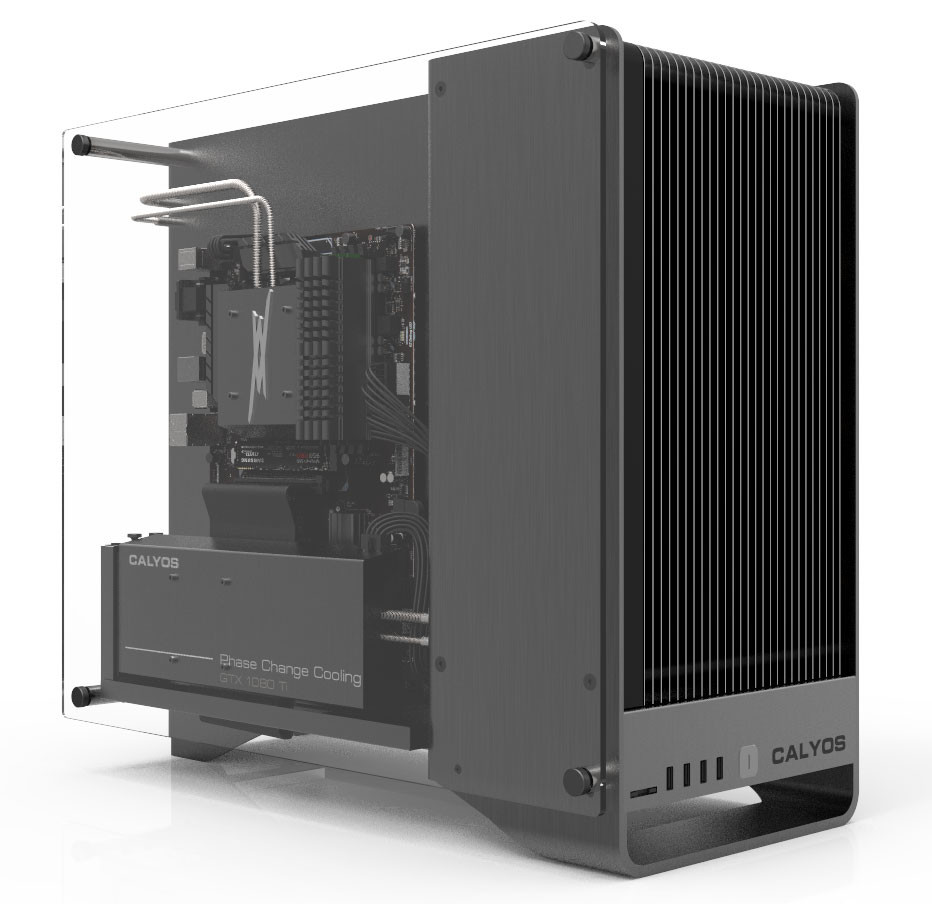 CALYOS
Phase Change Cooling
GTX 1080 Ti
CALYOS